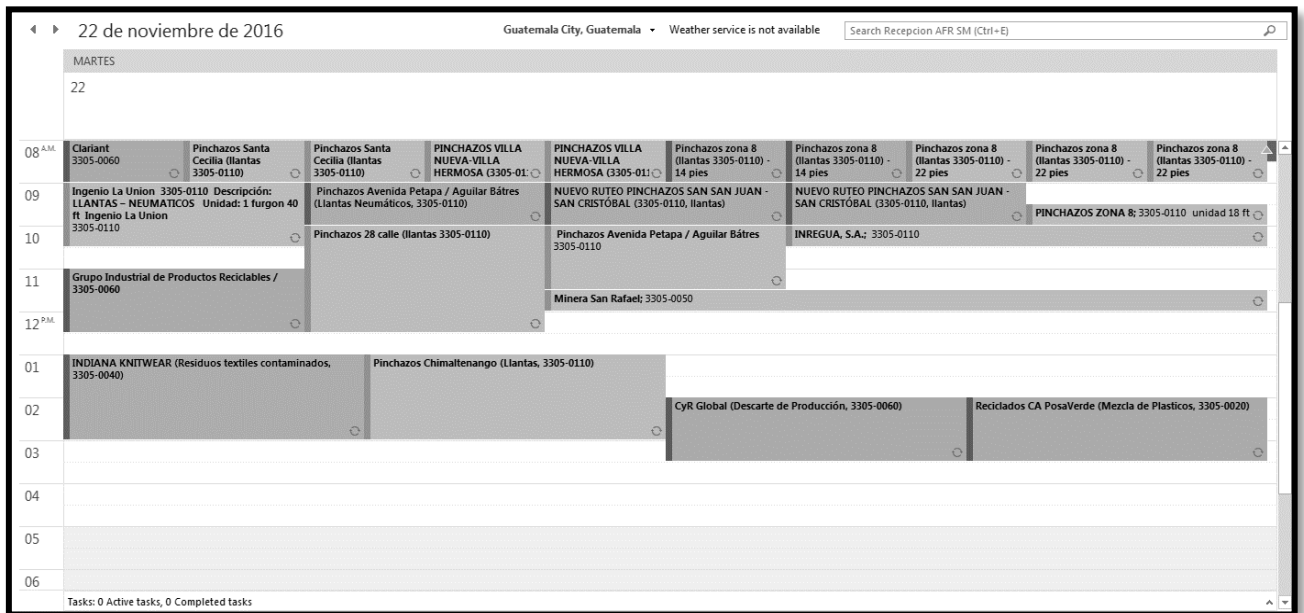 22 de noviembre de 2016
Guatemala City, Guatemala
Weather service is not available
Search Recepcion AFR SM (Ctrl+E)
MARTES
22
08 A.M.
Clariant
3305-0060
Pinchazos Santa
Cecilia (llantas
3305-0110)
Pinchazos Santa
Cecilia (llantas
3305-0110)
PINCHAZOS VILLA
NUEVA-VILLA
HERMOSA (3305-01:
PINCHAZOS VILLA
NUEVA-VILLA
HERMOSA (3305-011
Pinchazos zona 8
(llantas 3305-0110) -
14 pies
Pinchazos zona 8
(llantas 3305-0110) -
14 pies
Pinchazos zona 8
(llantas 3305-0110) -
22 pies
Pinchazos zona 8
(llantas 3305-0110) -
22 pies
Pinchazos zona 8
(llantas 3305-0110) -
22 pies
09
Ingenio La Union 3305-0110 Descripción:
LLANTAS – NEUMATICOS Unidad: 1 furgon 40
ft Ingenio La Union
3305-0110
Pinchazos Avenida Petapa / Aguilar Bátres
(Llantas Neumáticos, 3305-0110)
NUEVO RUTEO PINCHAZOS SAN SAN JUAN -
SAN CRISTÓBAL (3305-0110, llantas)
NUEVO RUTEO PINCHAZOS SAN SAN JUAN -
SAN CRISTÓBAL (3305-0110, llantas)
PINCHAZOS ZONA 8; 3305-0110 unidad 18 ft
10
Pinchazos 28 calle (llantas 3305-0110)
Pinchazos Avenida Petapa / Aguilar Bátres
3305-0110
INREGUA, S.A.; 3305-0110
11
Grupo Industrial de Productos Reciclables /
3305-0060
Minera San Rafael; 3305-0050
12 P.M.
01
INDIANA KNITWEAR (Residuos textiles contaminados,
3305-0040)
Pinchazos Chimaltenango (Llantas, 3305-0110)
02
CyR Global (Descarte de Producción, 3305-0060)
Reciclados CA PosaVerde (Mezcla de Plasticos, 3305-0020)
03
04
05
06
Tasks: 0 Active tasks, 0 Completed tasks